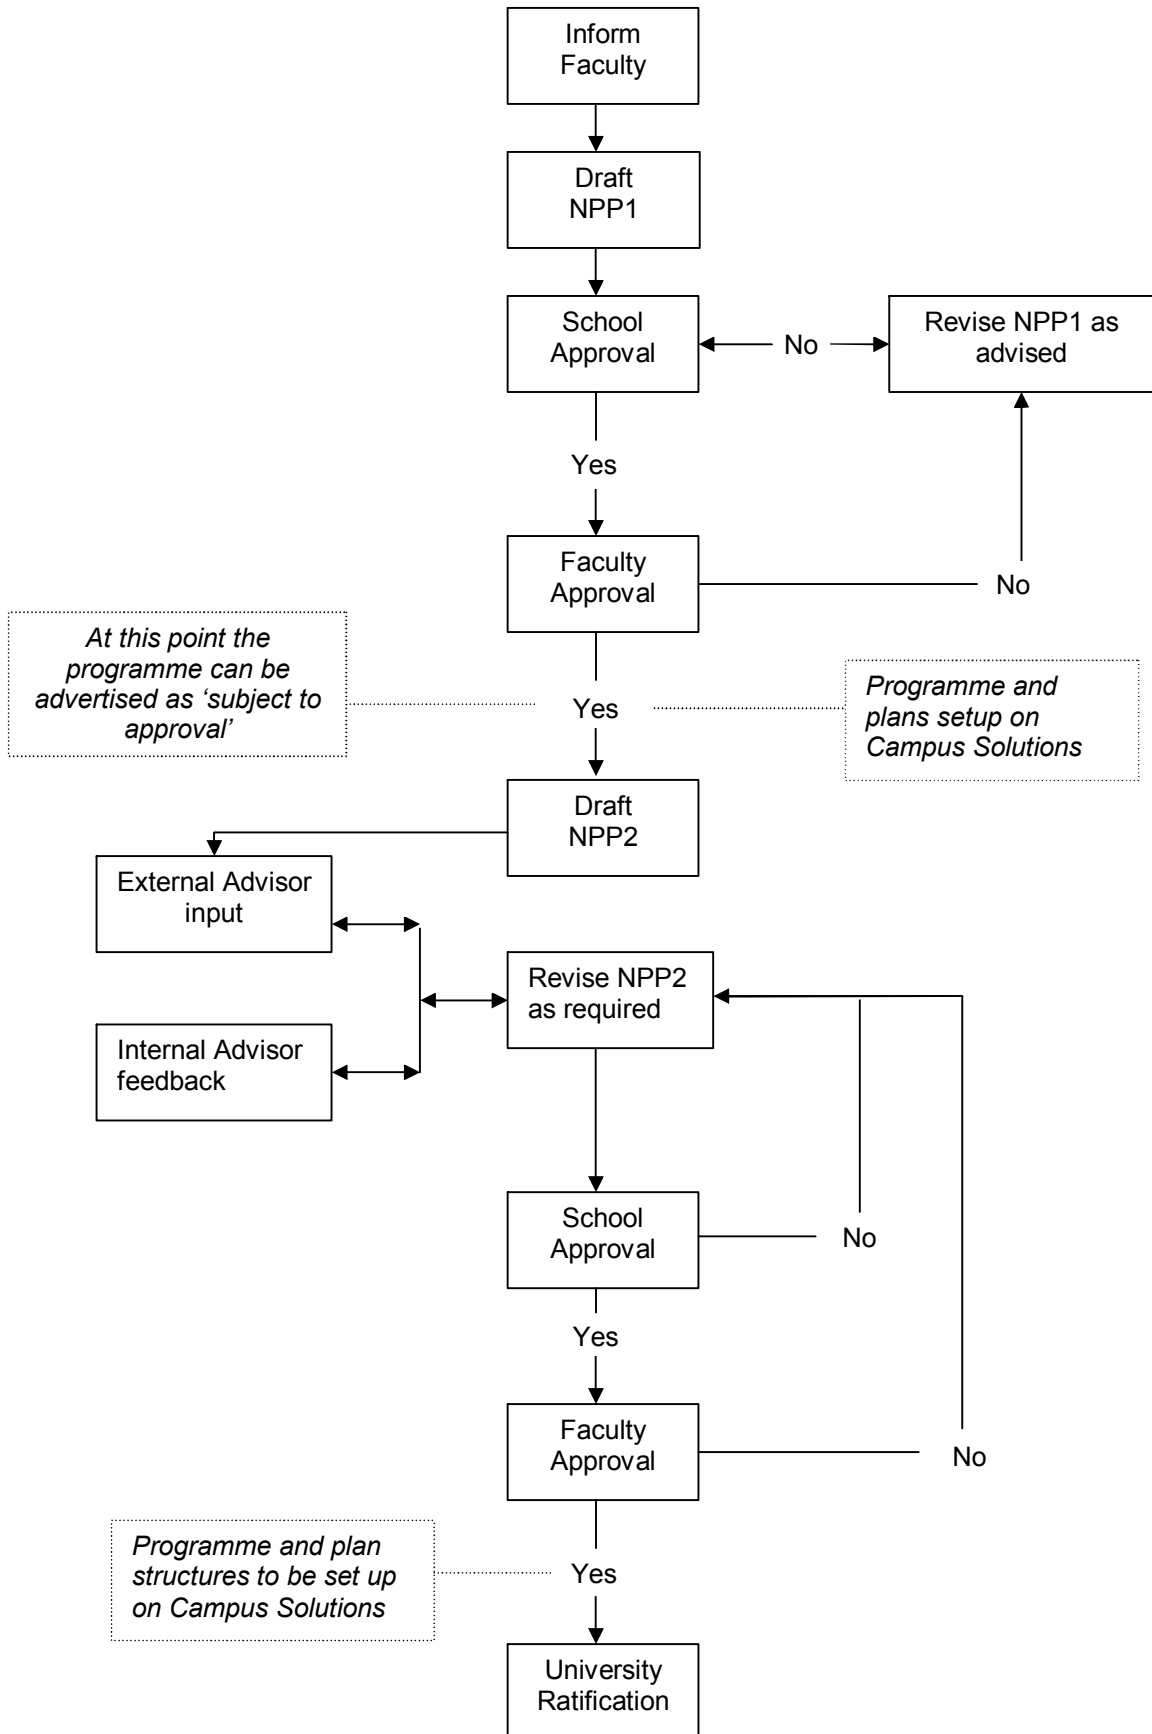 Inform
Faculty
Draft
NPP1
School
Approval
No
Revise NPP1 as
advised
Yes
Faculty
Approval
No
At this point the
programme can be
advertised as ‘subject to
approval’
Yes
Programme and
plans setup on
Campus Solutions
Draft
NPP2
External Advisor
input
Revise NPP2
as required
Internal Advisor
feedback
School
Approval
No
Yes
Faculty
Approval
No
Programme and plan
structures to be set up
on Campus Solutions
Yes
University
Ratification